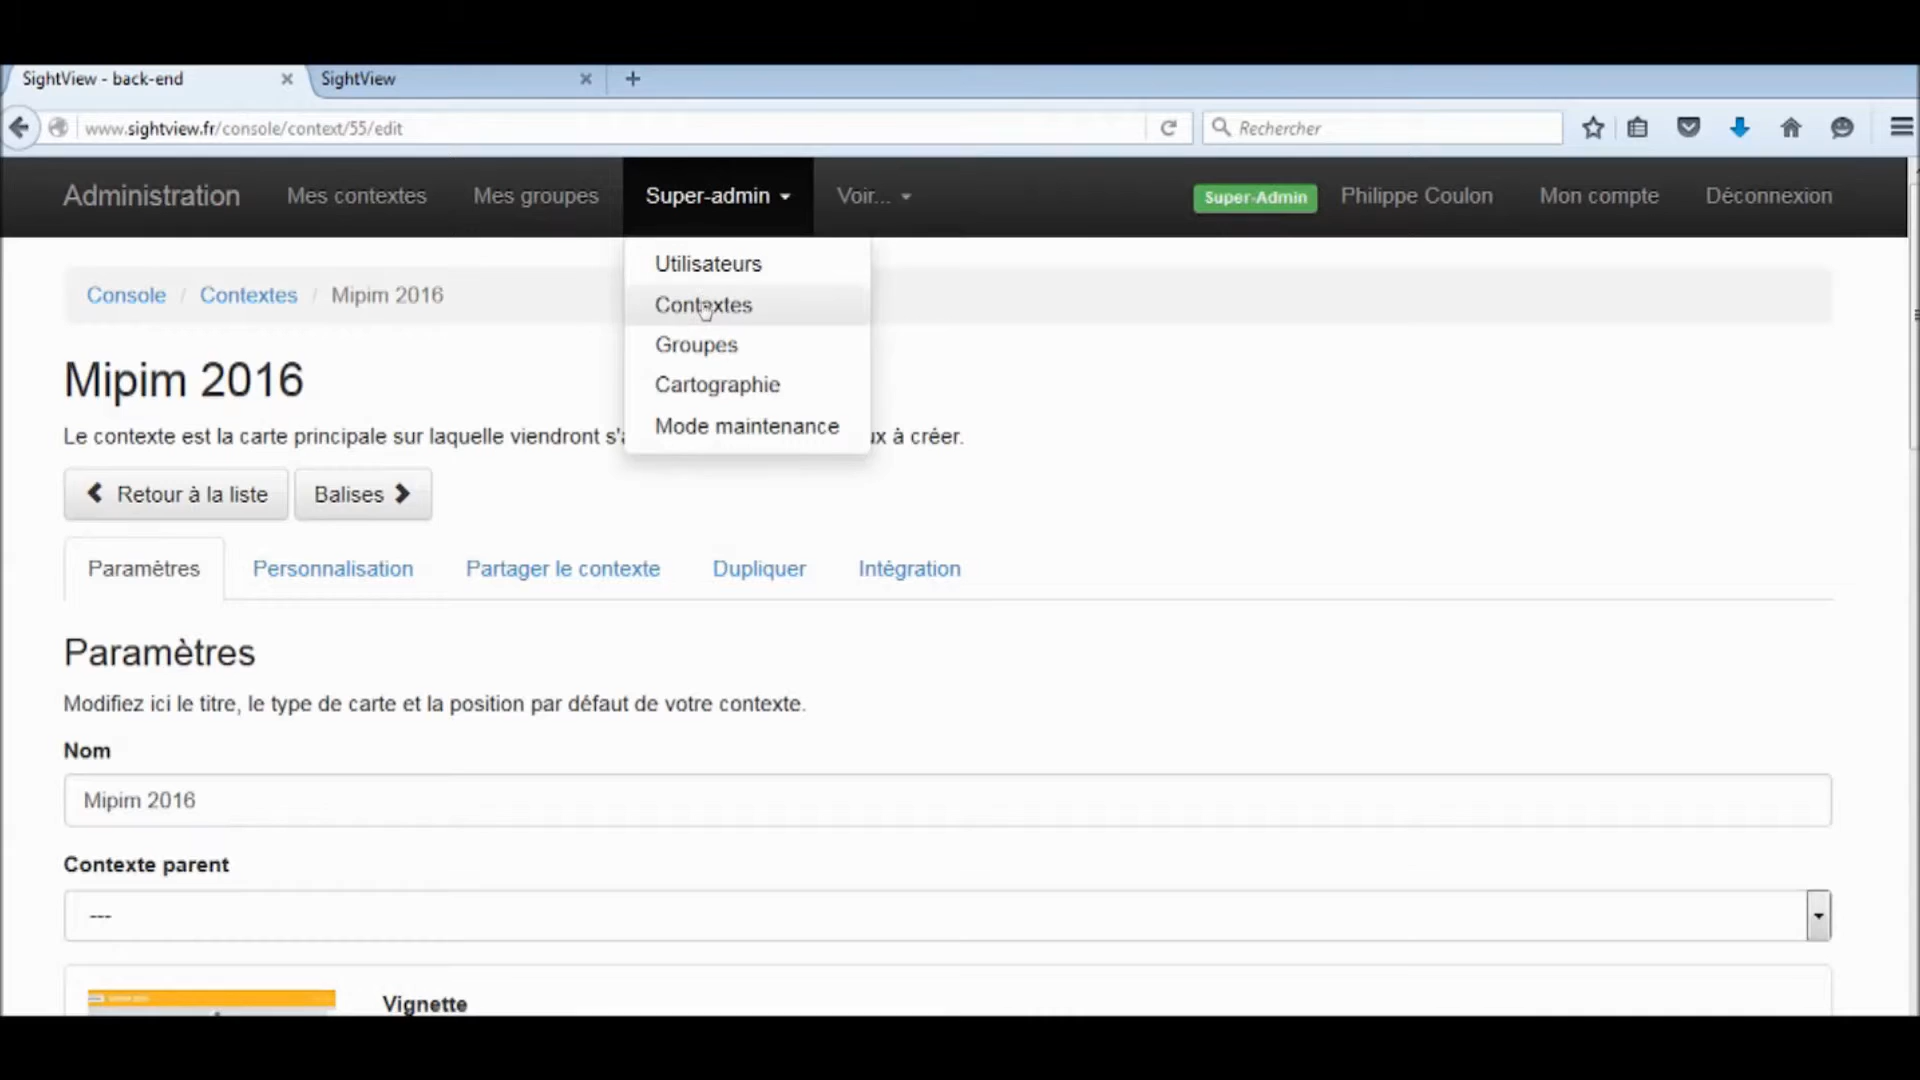 SightView - back-end
SightView
www.sightview.fr/console/context/55/edit
Rechercher
Administration Mes contextes Mes groupes Super-admin Voir... Super-Admin Philippe Coulon Mon compte Déconnexion
Utilisateurs
Contextes
Groupes
Cartographie
Mode maintenance
Console / Contextes / Mipim 2016
Mipim 2016
Le contexte est la carte principale sur laquelle viendront s'a ux à créer.
Retour à la liste Balises
Paramètres Personnalisation Partager le contexte Dupliquer Intégration
Paramètres
Modifiez ici le titre, le type de carte et la position par défaut de votre contexte.
Nom
Mipim 2016
Contexte parent
---
Vignette